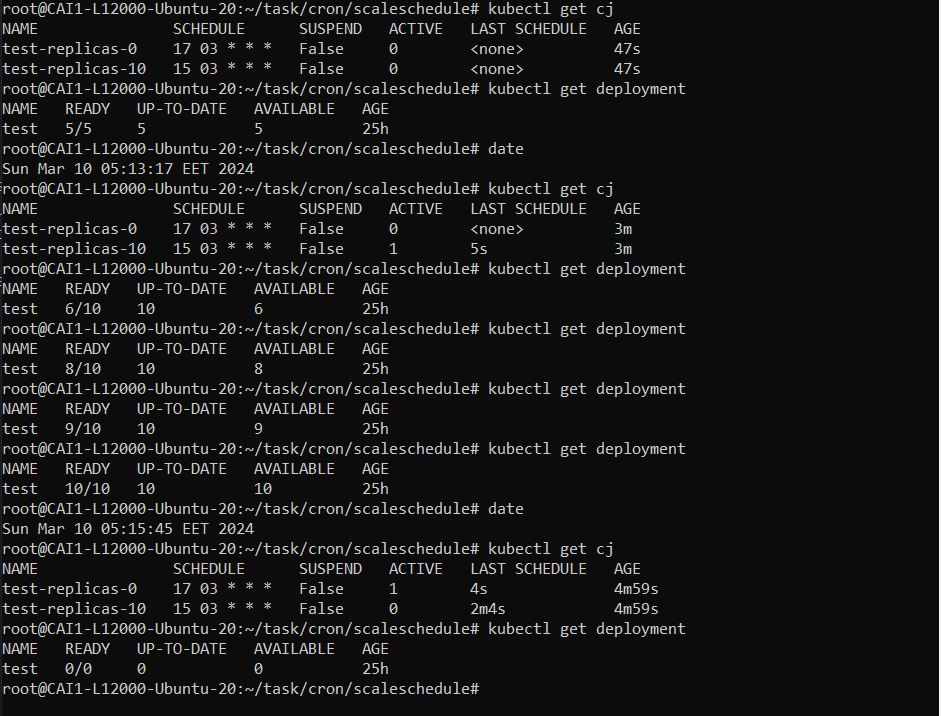 root@CAI1-L12000-Ubuntu-20:~/task/cron/scaleschedule# kubectl get cj
NAME               SCHEDULE      SUSPEND   ACTIVE   LAST SCHEDULE   AGE
test-replicas-0    17 03 * * *   False     0        <none>          47s
test-replicas-10   15 03 * * *   False     0        <none>          47s
root@CAI1-L12000-Ubuntu-20:~/task/cron/scaleschedule# kubectl get deployment
NAME   READY   UP-TO-DATE   AVAILABLE   AGE
test   5/5     5            5           25h
root@CAI1-L12000-Ubuntu-20:~/task/cron/scaleschedule# date
Sun Mar 10 05:13:17 EET 2024
root@CAI1-L12000-Ubuntu-20:~/task/cron/scaleschedule# kubectl get cj
NAME               SCHEDULE      SUSPEND   ACTIVE   LAST SCHEDULE   AGE
test-replicas-0    17 03 * * *   False     0        <none>          3m
test-replicas-10   15 03 * * *   False     1        5s              3m
root@CAI1-L12000-Ubuntu-20:~/task/cron/scaleschedule# kubectl get deployment
NAME   READY   UP-TO-DATE   AVAILABLE   AGE
test   6/10    10           6           25h
root@CAI1-L12000-Ubuntu-20:~/task/cron/scaleschedule# kubectl get deployment
NAME   READY   UP-TO-DATE   AVAILABLE   AGE
test   8/10    10           8           25h
root@CAI1-L12000-Ubuntu-20:~/task/cron/scaleschedule# kubectl get deployment
NAME   READY   UP-TO-DATE   AVAILABLE   AGE
test   9/10    10           9           25h
root@CAI1-L12000-Ubuntu-20:~/task/cron/scaleschedule# kubectl get deployment
NAME   READY   UP-TO-DATE   AVAILABLE   AGE
test   10/10   10           10          25h
root@CAI1-L12000-Ubuntu-20:~/task/cron/scaleschedule# date
Sun Mar 10 05:15:45 EET 2024
root@CAI1-L12000-Ubuntu-20:~/task/cron/scaleschedule# kubectl get cj
NAME               SCHEDULE      SUSPEND   ACTIVE   LAST SCHEDULE   AGE
test-replicas-0    17 03 * * *   False     1        4s              4m59s
test-replicas-10   15 03 * * *   False     0        2m4s            4m59s
root@CAI1-L12000-Ubuntu-20:~/task/cron/scaleschedule# kubectl get deployment
NAME   READY   UP-TO-DATE   AVAILABLE   AGE
test   0/0     0            0           25h
root@CAI1-L12000-Ubuntu-20:~/task/cron/scaleschedule#